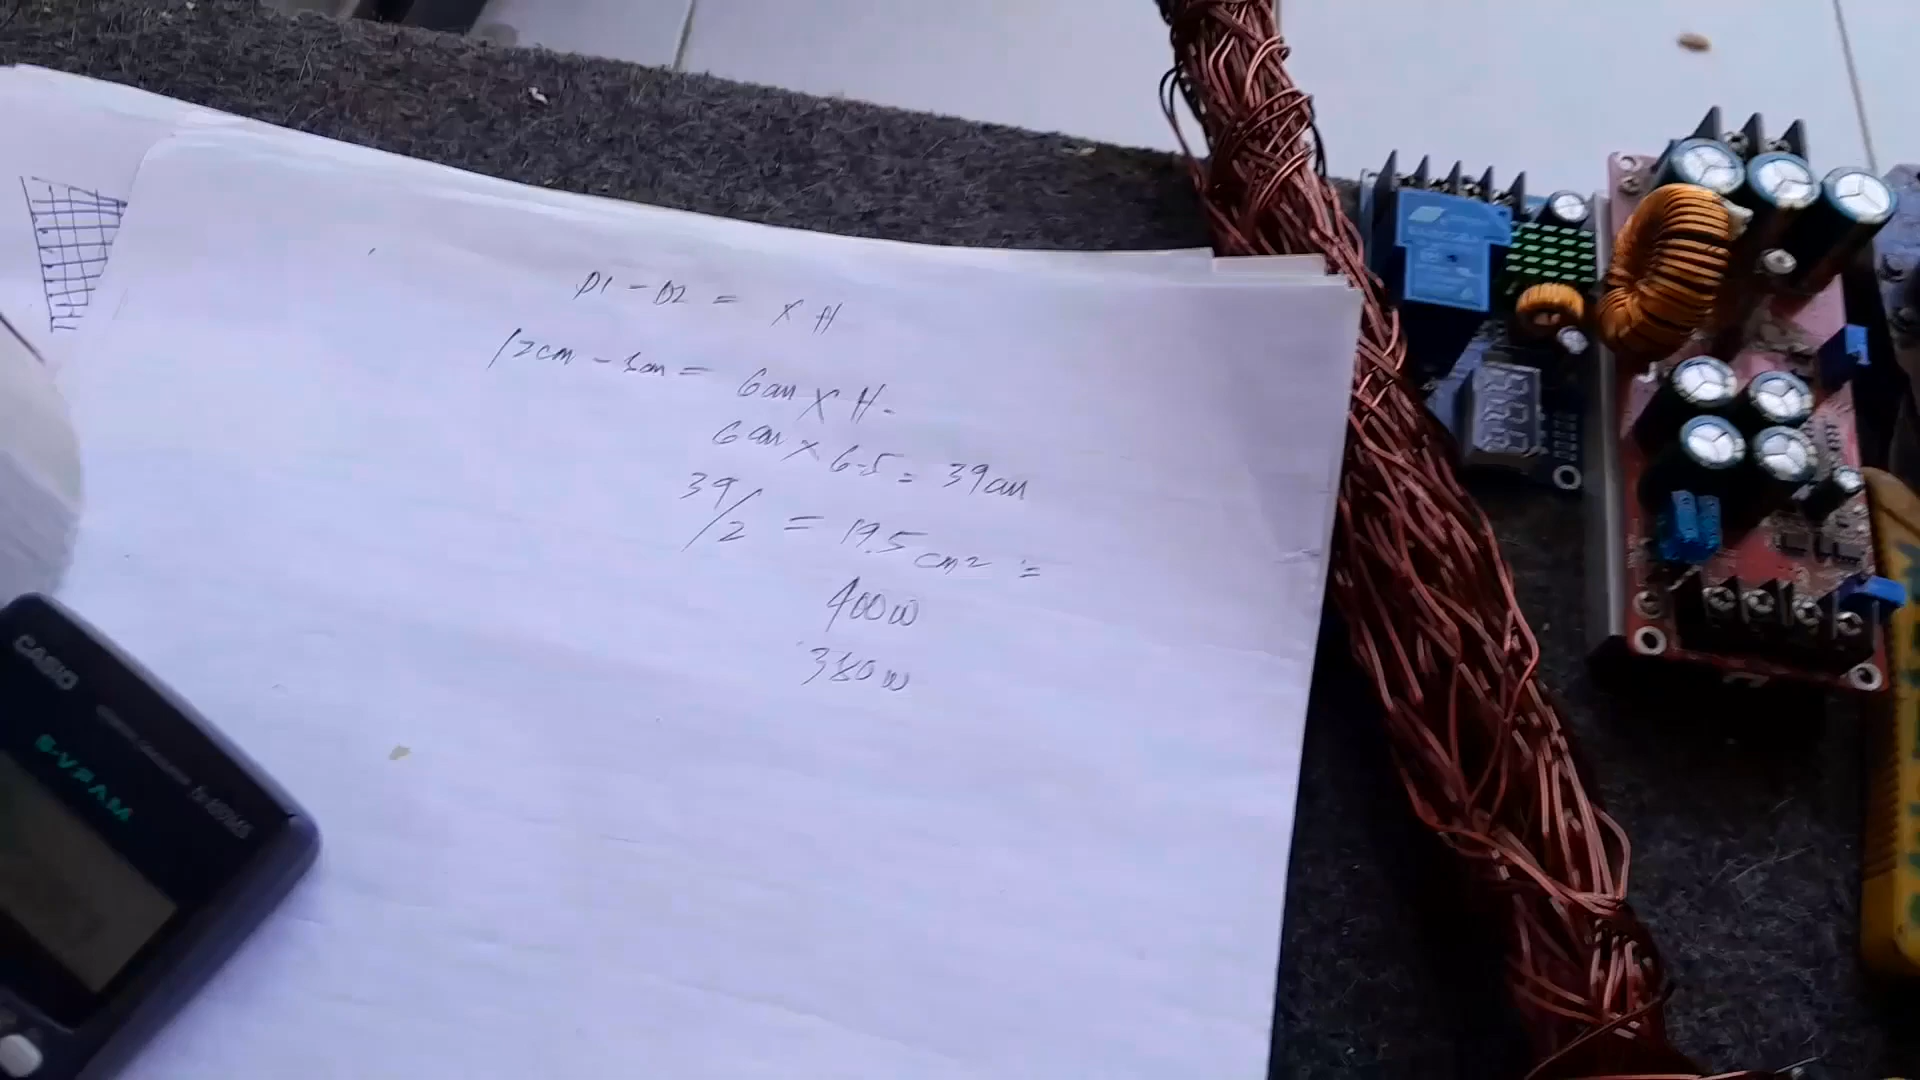 D1 - D2 = x H
12cm - 6cm = 6cm x H.
6cm x 6.5 = 39cm
39/2 = 19.5 cm2 =
400w
380w
CASIO
S-V.P.A.M.